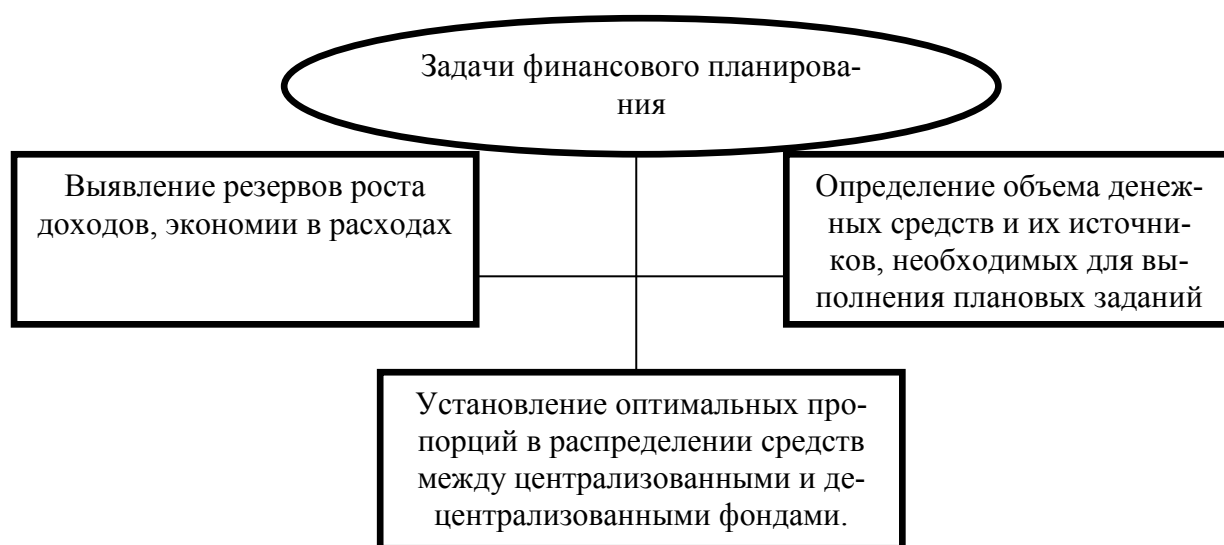 Задачи финансового планирова-
ния
Выявление резервов роста
доходов, экономии в расходах
Определение объема денеж-
ных средств и их источни-
ков, необходимых для вы-
полнения плановых заданий
Установление оптимальных про-
порций в распределении средств
между централизованными и де-
централизованными фондами.